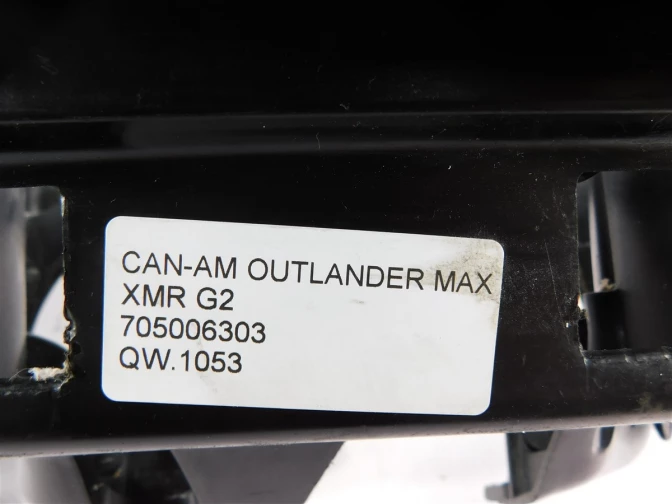 CAN-AM OUTLANDER MAX
XMR G2
705006303
QW.1053